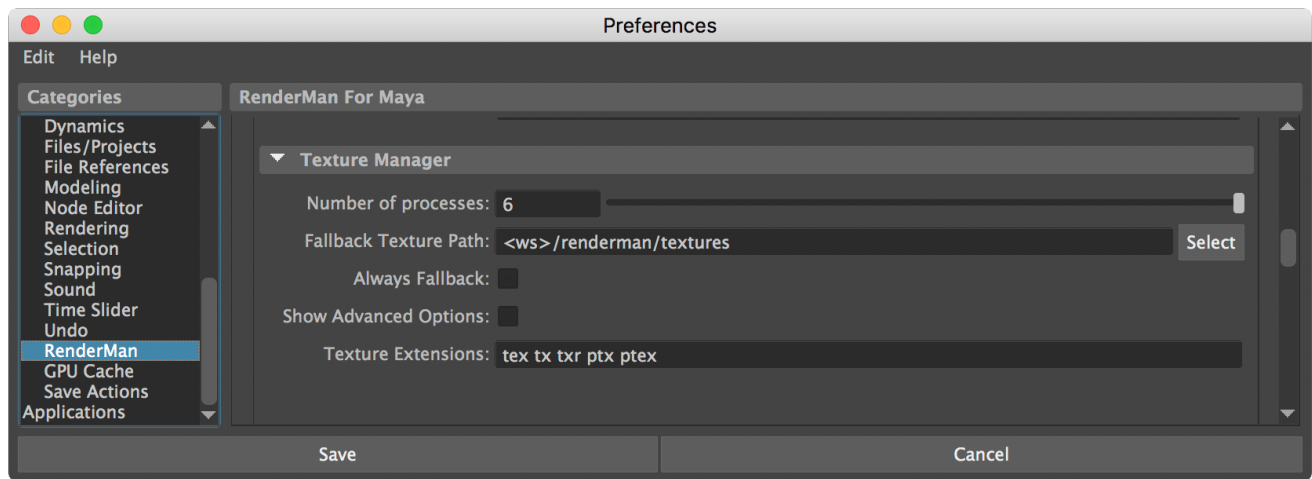 Preferences
Edit Help
Categories
Dynamics
Files/Projects
File References
Modeling
Node Editor
Rendering
Selection
Snapping
Sound
Time Slider
Undo
RenderMan
GPU Cache
Save Actions
Applications
RenderMan For Maya
Texture Manager
Number of processes: 6
Fallback Texture Path: <ws>/renderman/textures Select
Always Fallback:
Show Advanced Options:
Texture Extensions: tex tx txr ptx ptex
Save Cancel